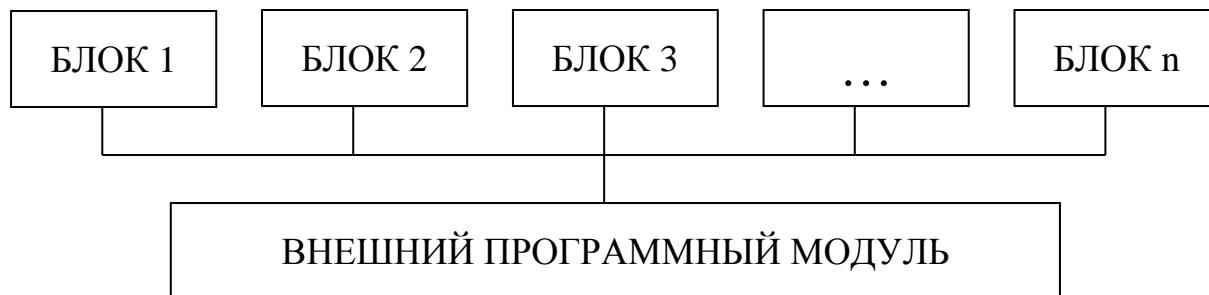 БЛОК 1
БЛОК 2
БЛОК 3
...
БЛОК n
ВНЕШНИЙ ПРОГРАММНЫЙ МОДУЛЬ